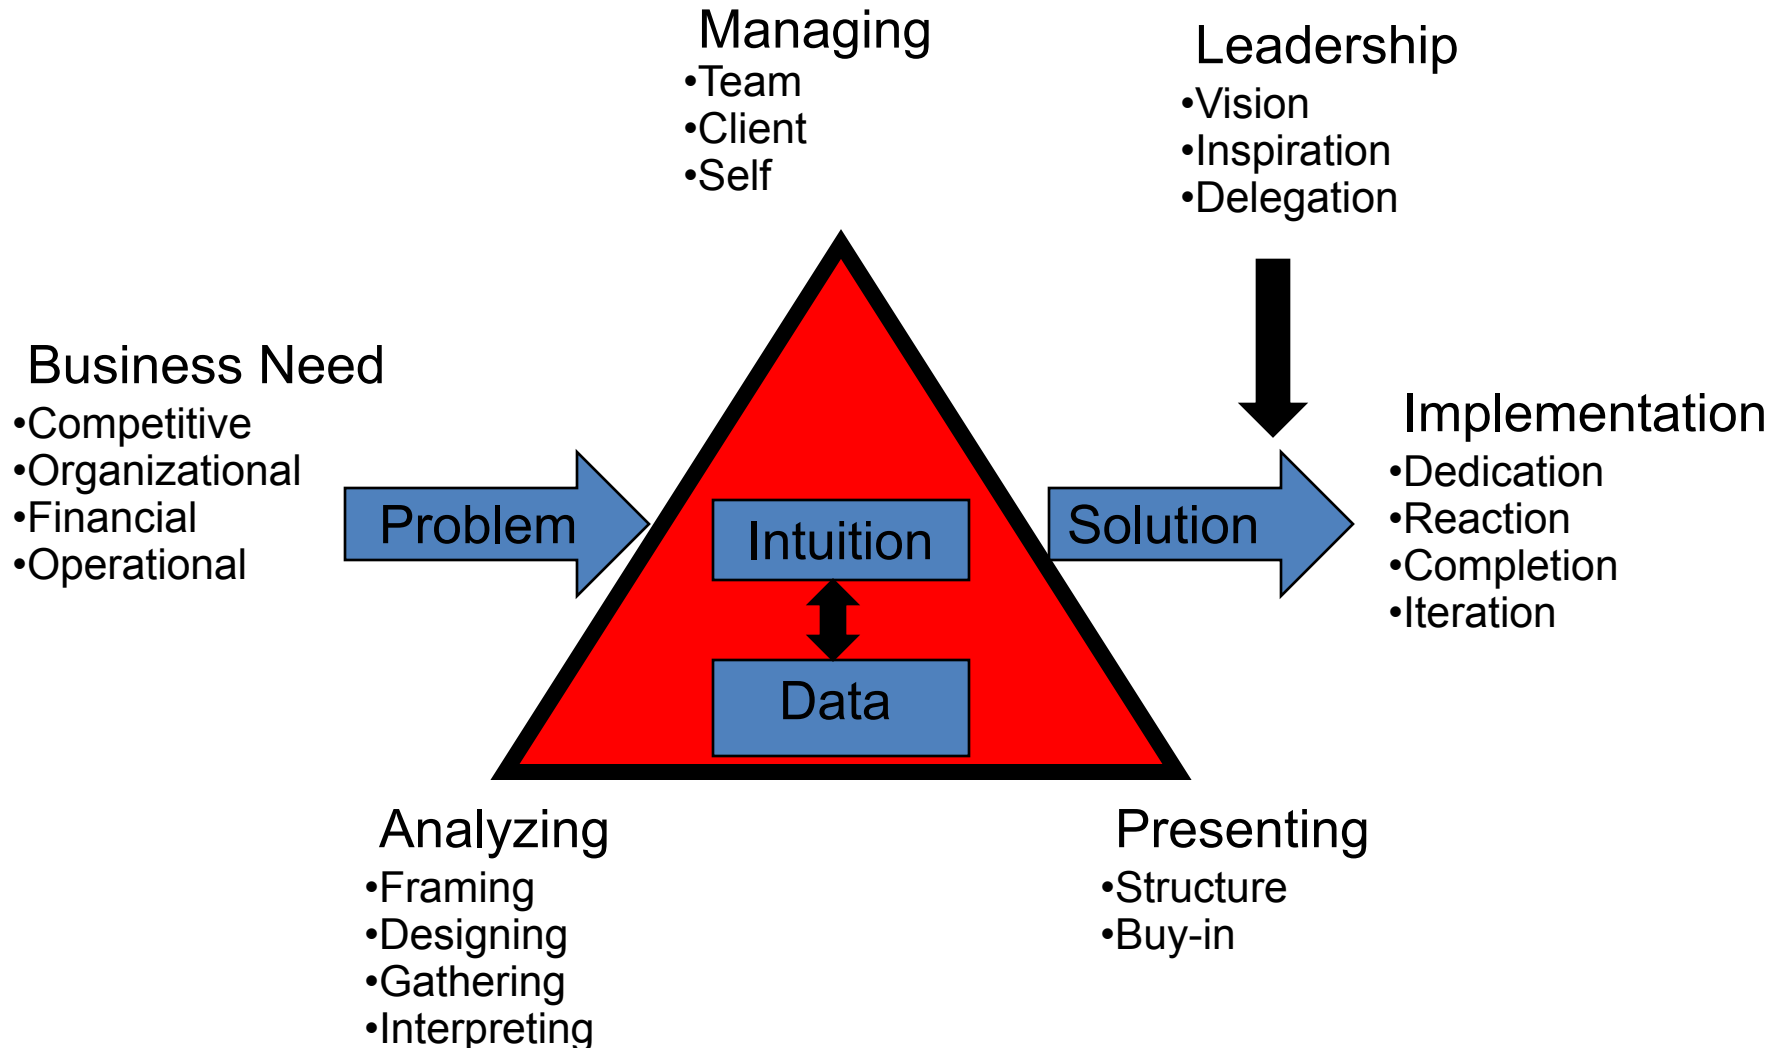 Managing
•Team
•Client
•Self
Leadership
•Vision
•Inspiration
•Delegation
Business Need
•Competitive
•Organizational
•Financial
•Operational
Problem
Intuition
Data
Solution
Implementation
•Dedication
•Reaction
•Completion
•Iteration
Analyzing
•Framing
•Designing
•Gathering
•Interpreting
Presenting
•Structure
•Buy-in